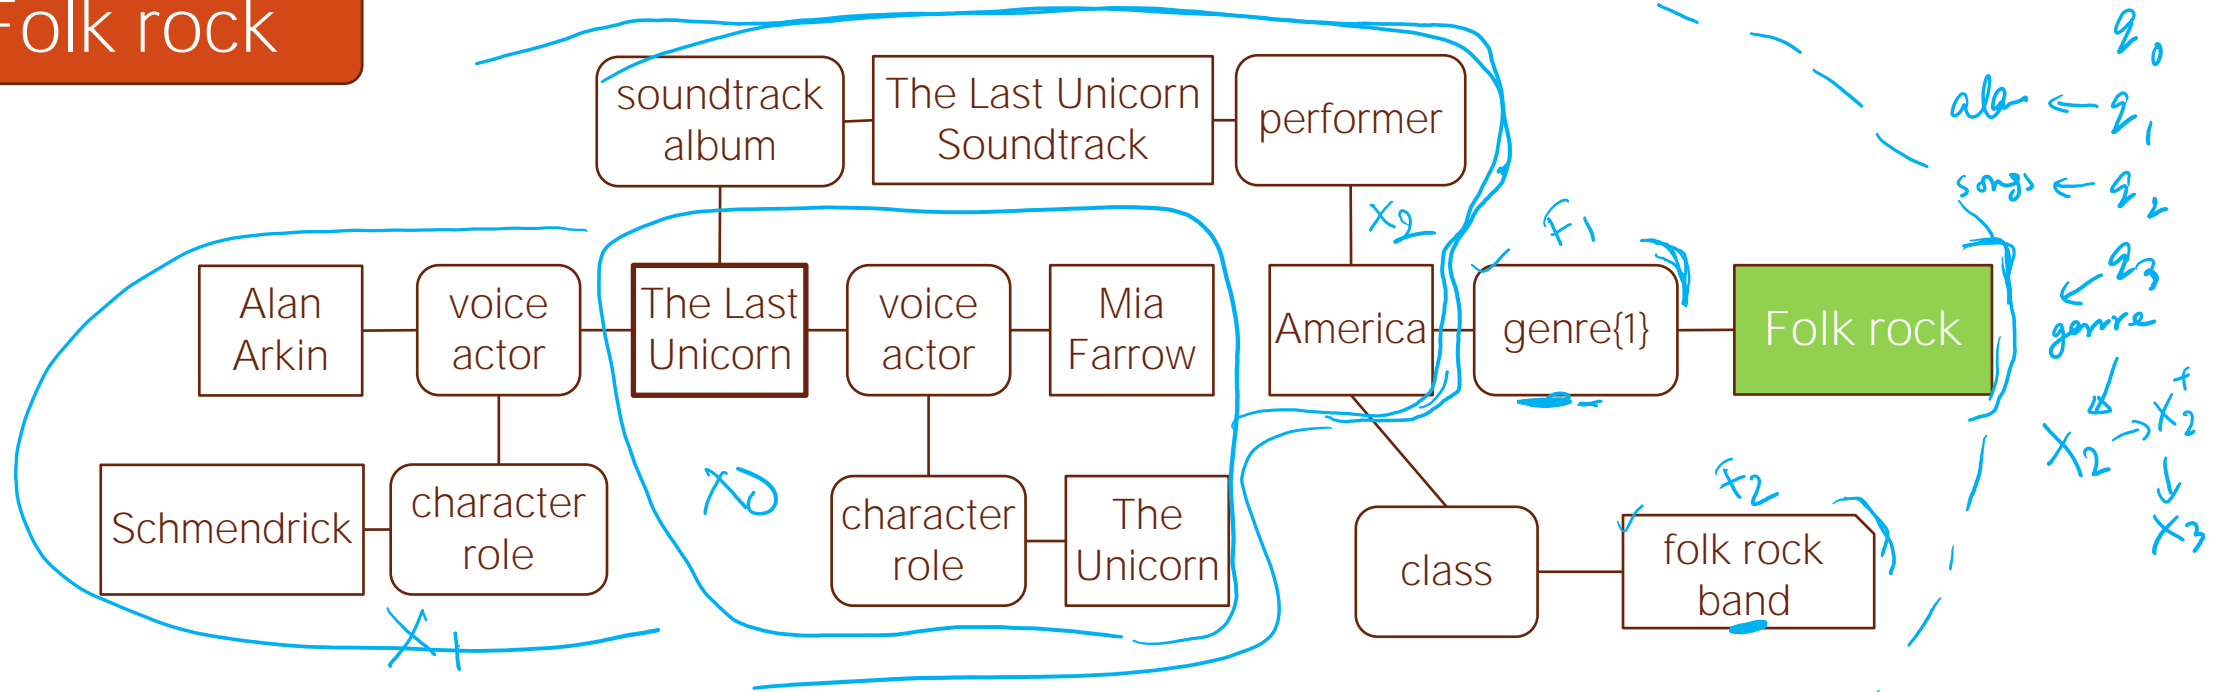 Folk rock
soundtrack
album
The Last Unicorn
Soundtrack
performer
q0
alan ← q1
songs ← q2
q3
genre
X2 → X2+
X3
X2
F1
Alan
Arkin
voice
actor
The Last
Unicorn
voice
actor
Mia
Farrow
America
genre{1}
Folk rock
Schmendrick
character
role
X0
character
role
The
Unicorn
class
F2
folk rock
band
X1